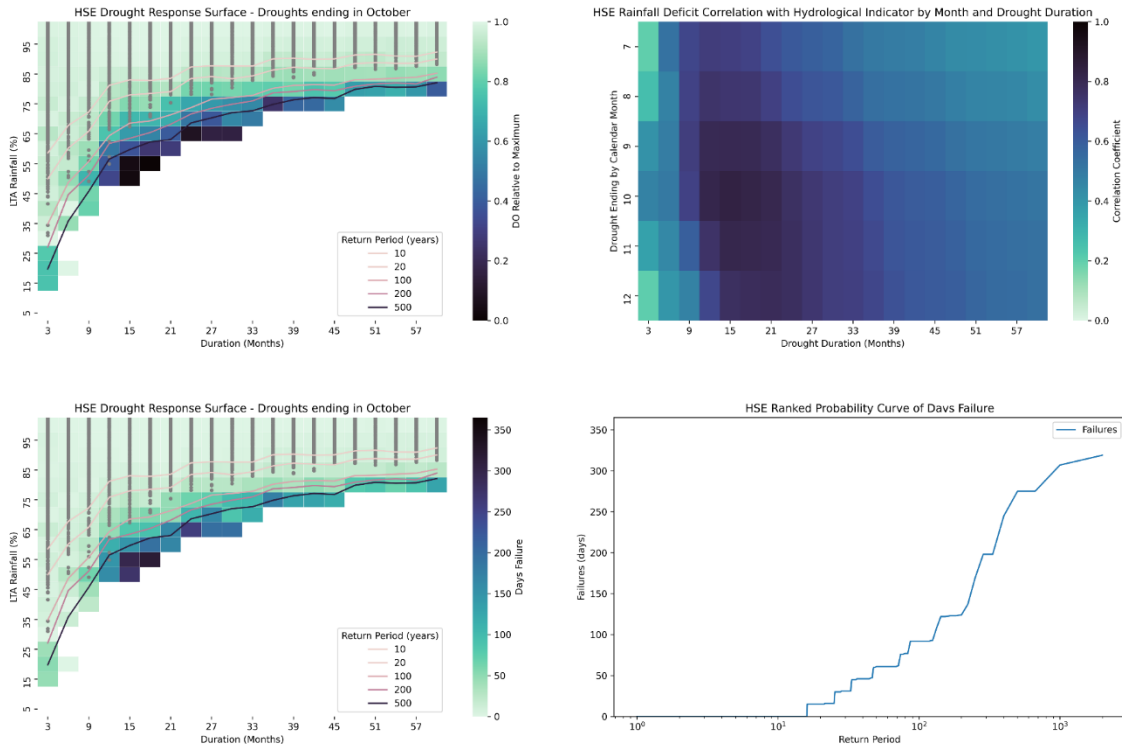 HSE Drought Response Surface - Droughts ending in October
LTA Rainfall (%)
95
85
75
65
55
45
35
25
15
5
3 9 15 21 27 33 39 45 51 57
Duration (Months)
Return Period (years)
10
20
100
200
500
1.0
0.8
0.6
0.4
0.2
0.0
DO Relative to Maximum
HSE Rainfall Deficit Correlation with Hydrological Indicator by Month and Drought Duration
Drought Ending by Calendar Month
7
8
9
10
11
12
3 9 15 21 27 33 39 45 51 57
Drought Duration (Months)
1.0
0.8
0.6
0.4
0.2
0.0
Correlation Coefficient
HSE Drought Response Surface - Droughts ending in October
LTA Rainfall (%)
95
85
75
65
55
45
35
25
15
5
3 9 15 21 27 33 39 45 51 57
Duration (Months)
Return Period (years)
10
20
100
200
500
350
300
250
200
150
100
50
0
Days Failure
HSE Ranked Probability Curve of Days Failure
Failures (days)
350
300
250
200
150
100
50
0
10⁰ 10¹ 10² 10³
Return Period
Failures